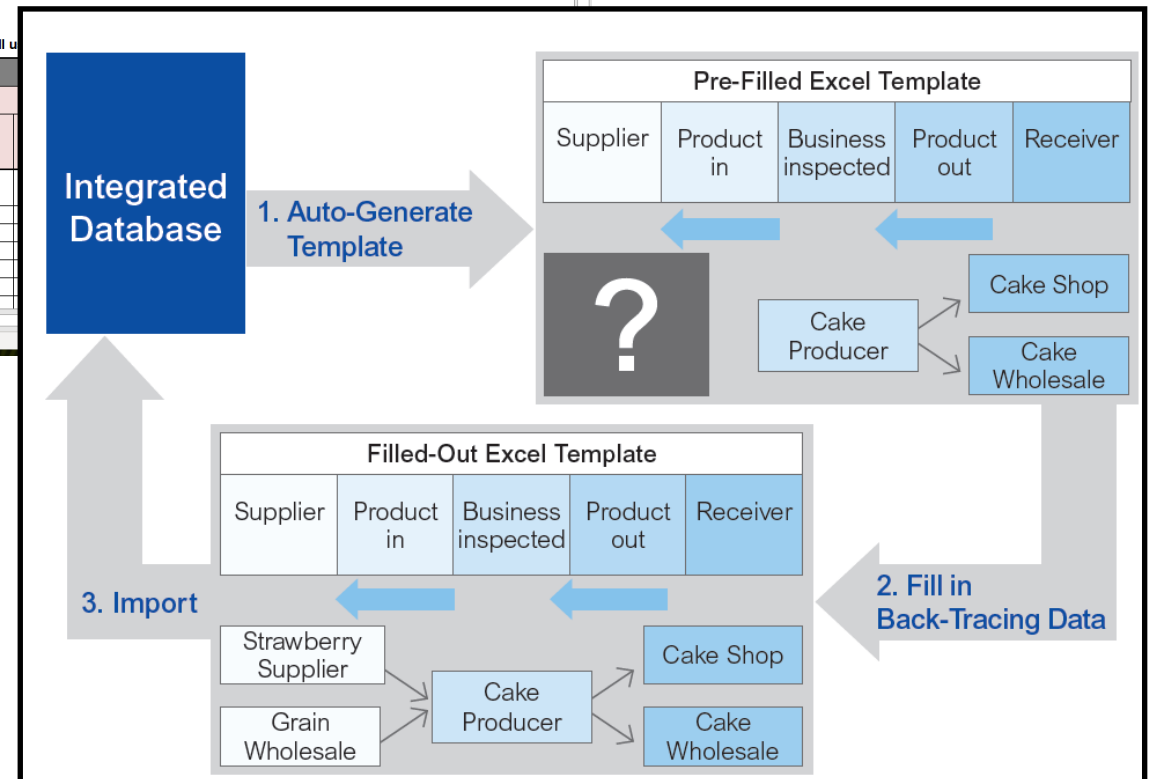 ll u
Integrated
Database
1. Auto-Generate
Template
Pre-Filled Excel Template
Supplier
Product
in
Business
inspected
Product
out
Receiver
?
Cake
Producer
Cake Shop
Cake
Wholesale
2. Fill in
Back-Tracing Data
Filled-Out Excel Template
Supplier
Product
in
Business
inspected
Product
out
Receiver
3. Import
Strawberry
Supplier
Grain
Wholesale
Cake
Producer
Cake Shop
Cake
Wholesale